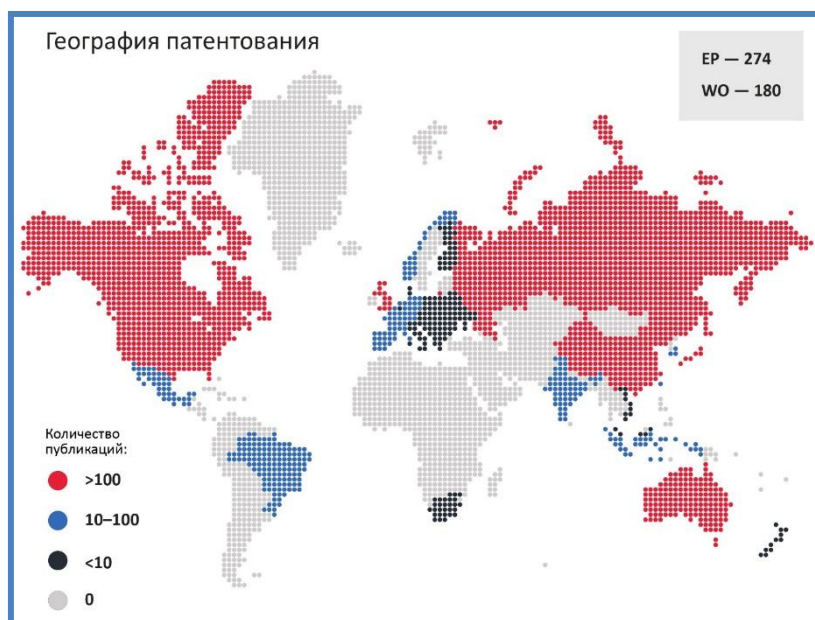 География патентования
EP — 274
WO — 180
Количество
публикаций:
>100
10–100
<10
0